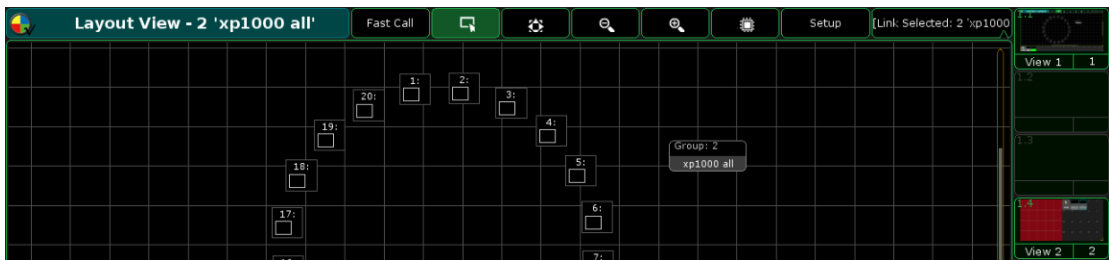 Layout View - 2 'xp1000 all' Fast Call Setup [Link Selected: 2 'xp1000
1.1
View 1 1
1.2
1.3
1.4
View 2 2
1: 2:
20: 3:
19: 4:
Group: 2
xp1000 all
18: 5:
17: 6:
7: